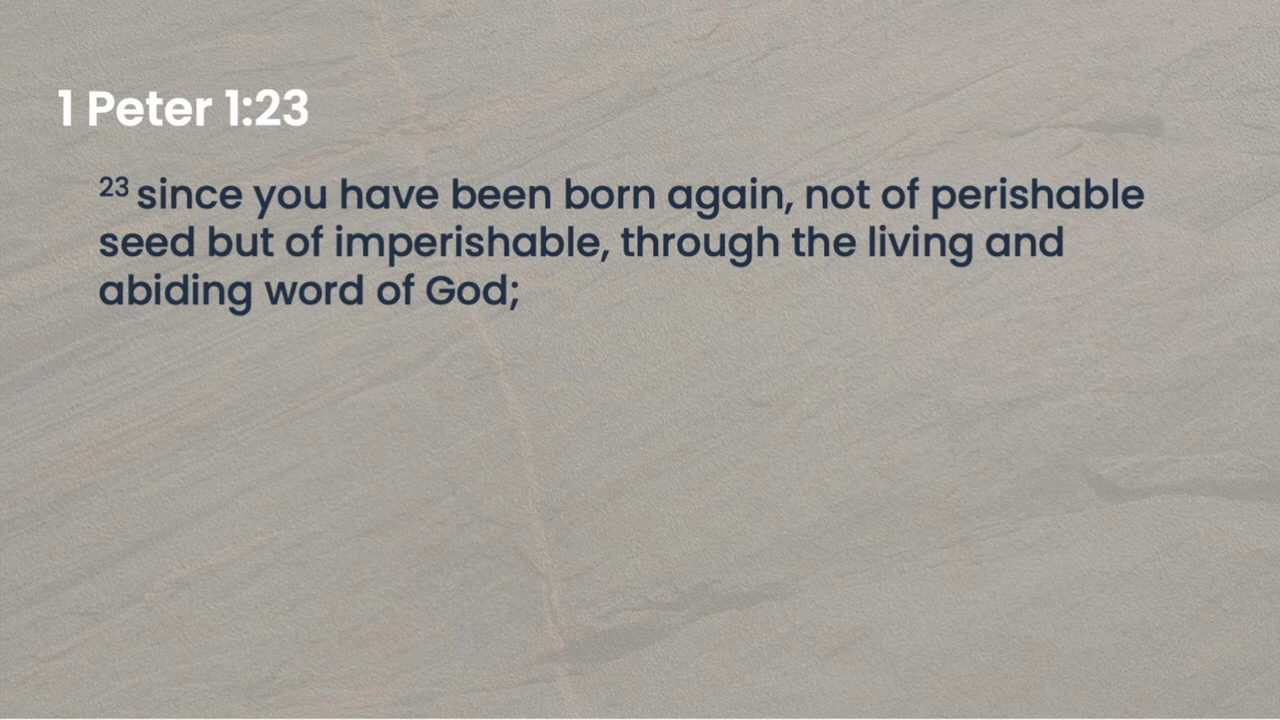 1 Peter 1:23
23 since you have been born again, not of perishable
seed but of imperishable, through the living and
abiding word of God;